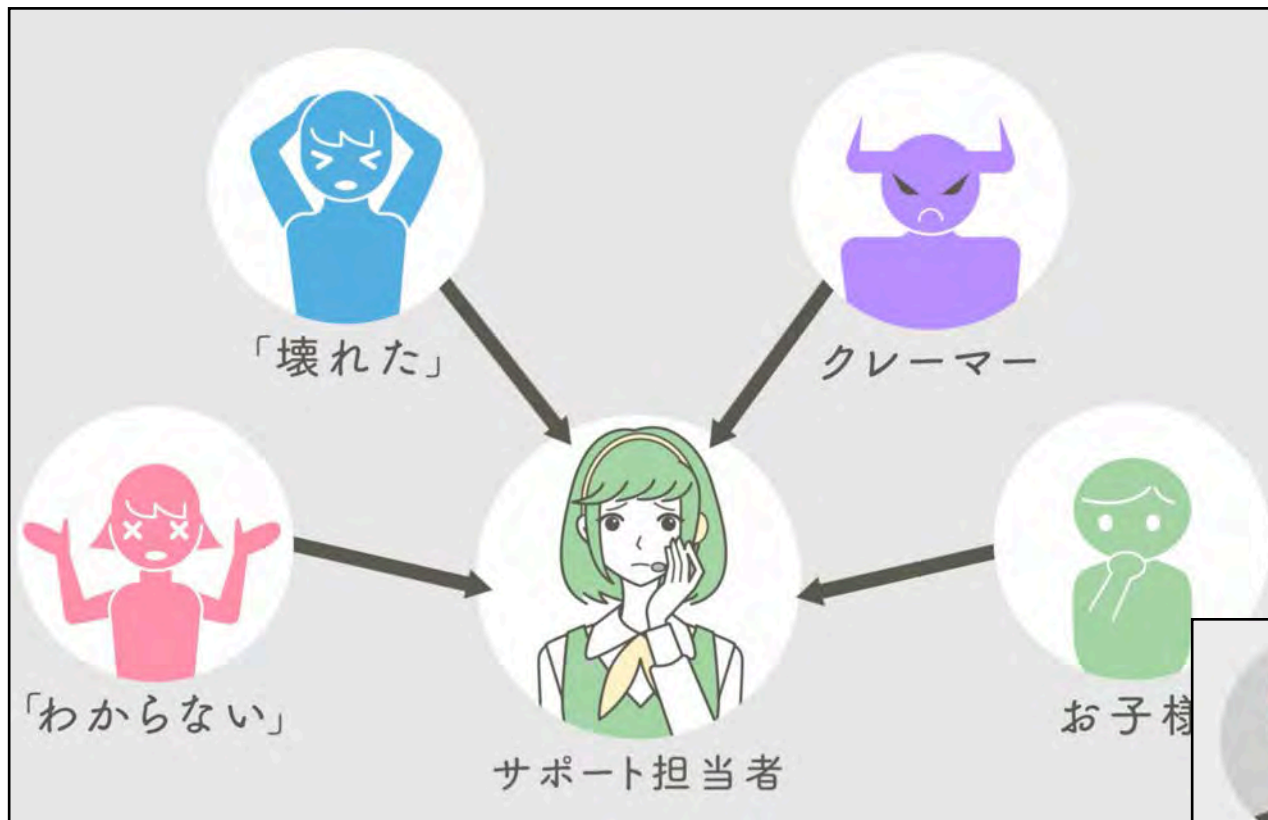 「壊れた」
クレーマー
「わからない」
お子様
サポート担当者